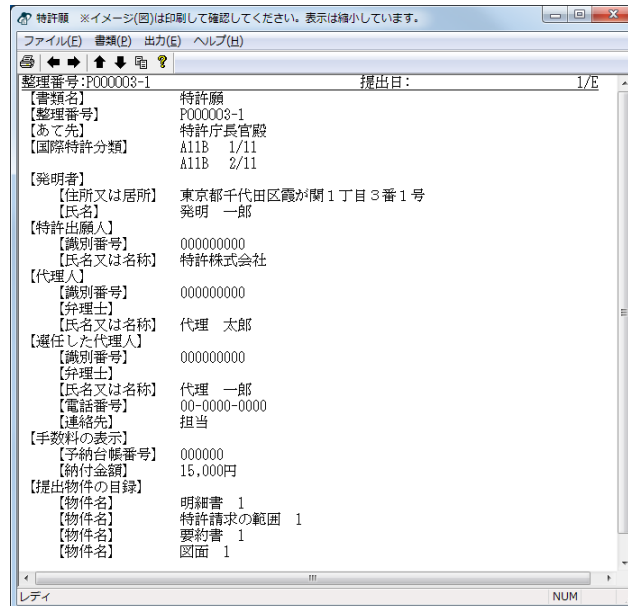 特許願 ※イメージ(図)は印刷して確認してください。表示は縮小しています。
ファイル(F) 書類(P) 出力(E) ヘルプ(H)
整理番号:P000003-1 提出日: 1/E
【書類名】 特許願
【整理番号】 P000003-1
【あて先】 特許庁長官殿
【国際特許分類】 A11B 1/11
A11B 2/11
【発明者】
【住所又は居所】 東京都千代田区霞が関1丁目3番1号
【氏名】 発明 一郎
【特許出願人】
【識別番号】 000000000
【氏名又は名称】 特許株式会社
【代理人】
【識別番号】 000000000
【弁理士】
【氏名又は名称】 代理 太郎
【選任した代理人】
【識別番号】 000000000
【弁理士】
【氏名又は名称】 代理 一郎
【電話番号】 00-0000-0000
【連絡先】 担当
【手数料の表示】
【予納台帳番号】 000000
【納付金額】 15,000円
【提出物件の目録】
【物件名】 明細書 1
【物件名】 特許請求の範囲 1
【物件名】 要約書 1
【物件名】 図面 1
レディ NUM